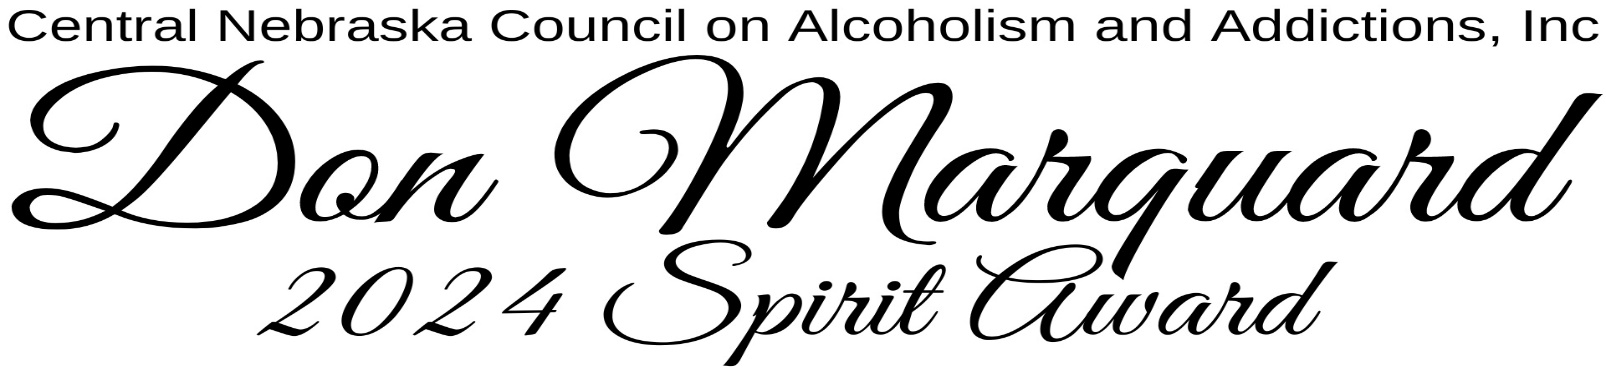 Central Nebraska Council on Alcoholism and Addictions, Inc
Don Marquard
2024 Spirit Award